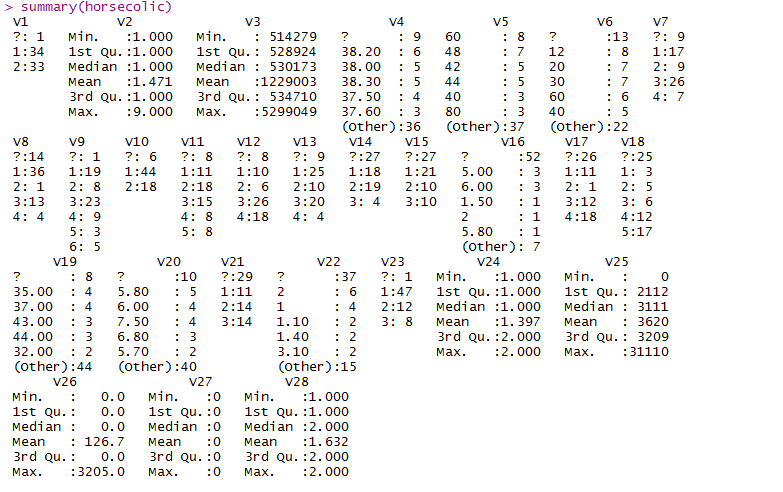 > summary(horsecolic)
V1 V2 V3 V4 V5 V6 V7
?: 1 Min. :1.000 Min. : 514279 ? : 9 60 : 8 ? :13 ?: 9
1:34 1st Qu.:1.000 1st Qu.: 528924 38.20 : 6 48 : 7 12 : 8 1:17
2:33 Median :1.000 Median : 530173 38.00 : 5 42 : 5 20 : 7 2: 9
Mean :1.471 Mean :1229003 38.30 : 5 44 : 5 30 : 7 3:26
3rd Qu.:1.000 3rd Qu.: 534710 37.50 : 4 40 : 3 60 : 6 4: 7
Max. :9.000 Max. :5299049 37.60 : 3 80 : 3 40 : 5
(Other):36 (Other):37 (Other):22
V8 V9 V10 V11 V12 V13 V14 V15 V16 V17 V18
?:14 ?: 1 ?: 6 ?: 8 ?: 8 ?: 9 ?:27 ?:27 ? :52 ?:26 ?:25
1:36 1:19 1:44 1:11 1:10 1:25 1:18 1:21 5.00 : 3 1:11 1: 3
2: 1 2: 8 2:18 2:18 2: 6 2:10 2:19 2:10 6.00 : 3 2: 1 2: 5
3:13 3:23 3:15 3:26 3:20 3: 4 3:10 1.50 : 1 3:12 3: 6
4: 4 4: 9 4: 8 4:18 4: 4 2 : 1 4:18 4:12
5: 3 5: 8 5.80 : 1 5:17
6: 5 (Other): 7
V19 V20 V21 V22 V23 V24 V25
? : 8 ? :10 ?:29 ? :37 ?: 1 Min. :1.000 Min. : 0
35.00 : 4 5.80 : 5 1:11 2 : 6 1:47 1st Qu.:1.000 1st Qu.: 2112
37.00 : 4 6.00 : 4 2:14 1 : 4 2:12 Median :1.000 Median : 3111
43.00 : 3 7.50 : 4 3:14 1.10 : 2 3: 8 Mean :1.397 Mean : 3620
44.00 : 3 6.80 : 3 1.40 : 2 3rd Qu.:2.000 3rd Qu.: 3209
32.00 : 2 5.70 : 2 3.10 : 2 Max. :2.000 Max. :31110
(Other):44 (Other):40 (Other):15
V26 V27 V28
Min. : 0.0 Min. :0 Min. :1.000
1st Qu.: 0.0 1st Qu.:0 1st Qu.:1.000
Median : 0.0 Median :0 Median :2.000
Mean : 126.7 Mean :0 Mean :1.632
3rd Qu.: 0.0 3rd Qu.:0 3rd Qu.:2.000
Max. :3205.0 Max. :0 Max. :2.000